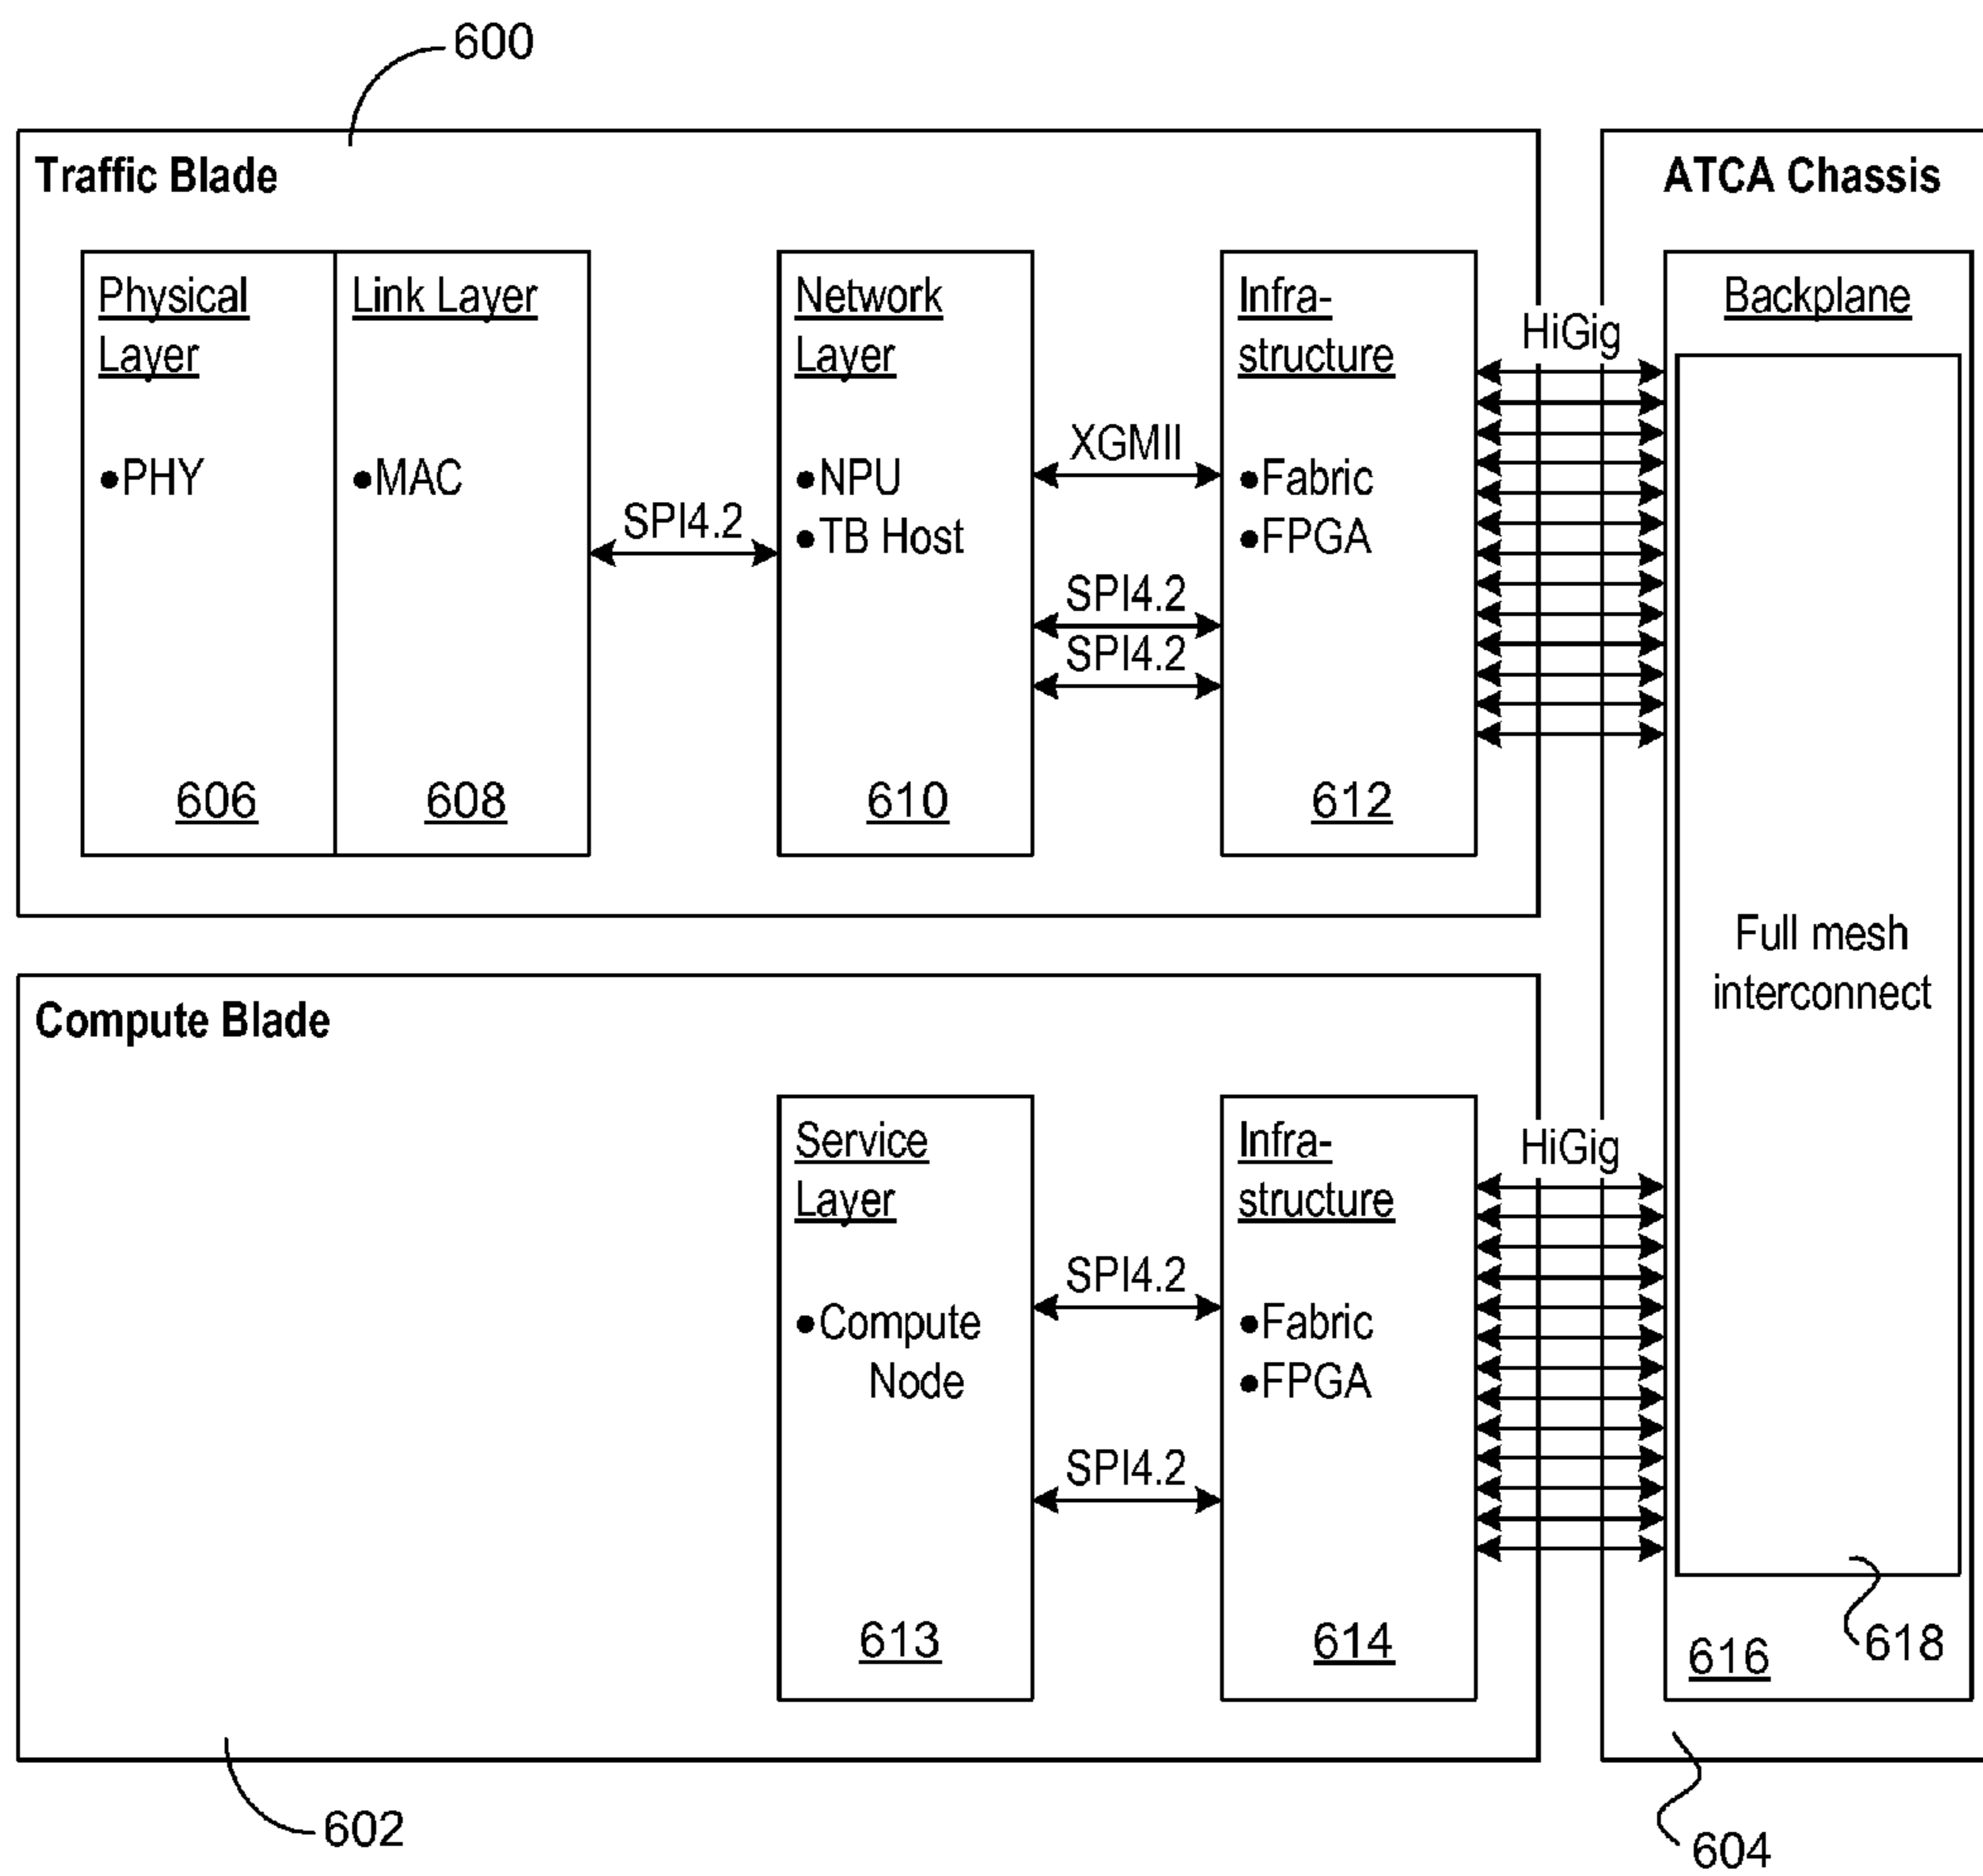 600
Traffic Blade
ATCA Chassis
Physical
Layer
●PHY
606
Link Layer
●MAC
608
SPI4.2
Network
Layer
●NPU
●TB Host
610
XGMII
SPI4.2
SPI4.2
Infra-
structure
●Fabric
●FPGA
612
HiGig
Backplane
Full mesh
interconnect
Compute Blade
Service
Layer
●Compute
Node
613
SPI4.2
SPI4.2
Infra-
structure
●Fabric
●FPGA
614
HiGig
616
618
602
604